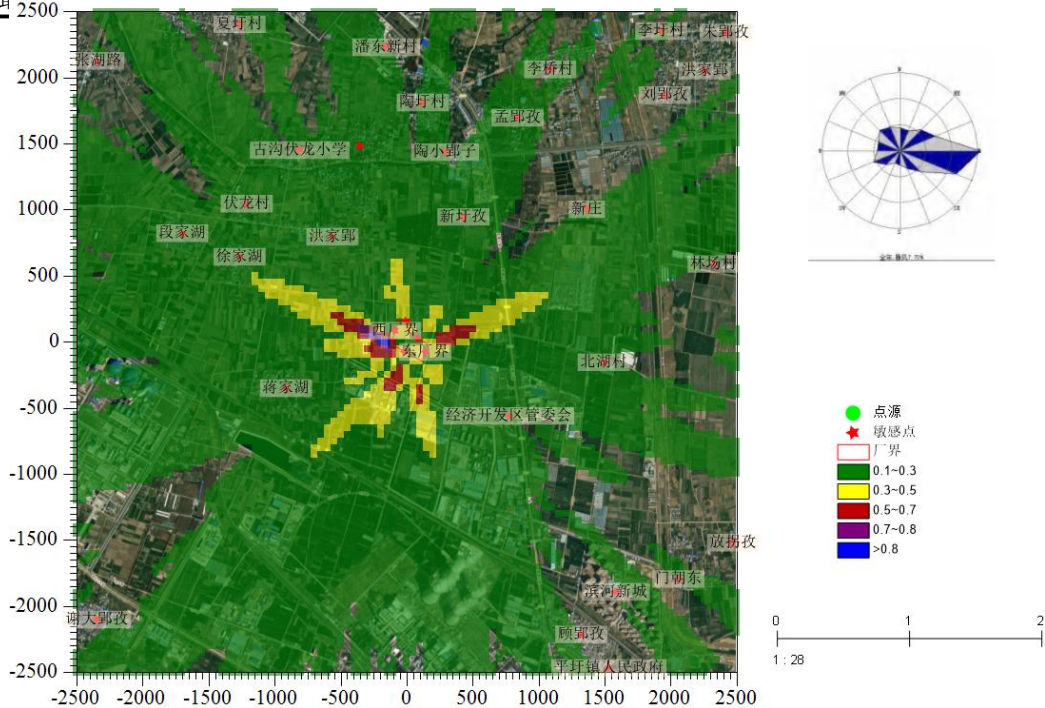 2500
2000
1500
1000
500
0
-500
-1000
-1500
-2000
-2500
-2500 -2000 -1500 -1000 -500 0 500 1000 1500 2000 2500
夏圩村
潘东新村
李圩村
朱郢孜
张湖路
李桥村
洪家郢
刘郢孜
陶圩村
孟郢孜
古沟伏龙小学
陶小郢子
伏龙村
新圩孜
新庄
段家湖
洪家郢
徐家湖
林场村
西厂界
东厂界
北湖村
蒋家湖
经济开发区管委会
放拐孜
门朝东
滨河新城
谢大郢孜
顾郢孜
平圩镇人民政府
点源
敏感点
厂界
0.1~0.3
0.3~0.5
0.5~0.7
0.7~0.8
>0.8
0 1 2
1 : 28